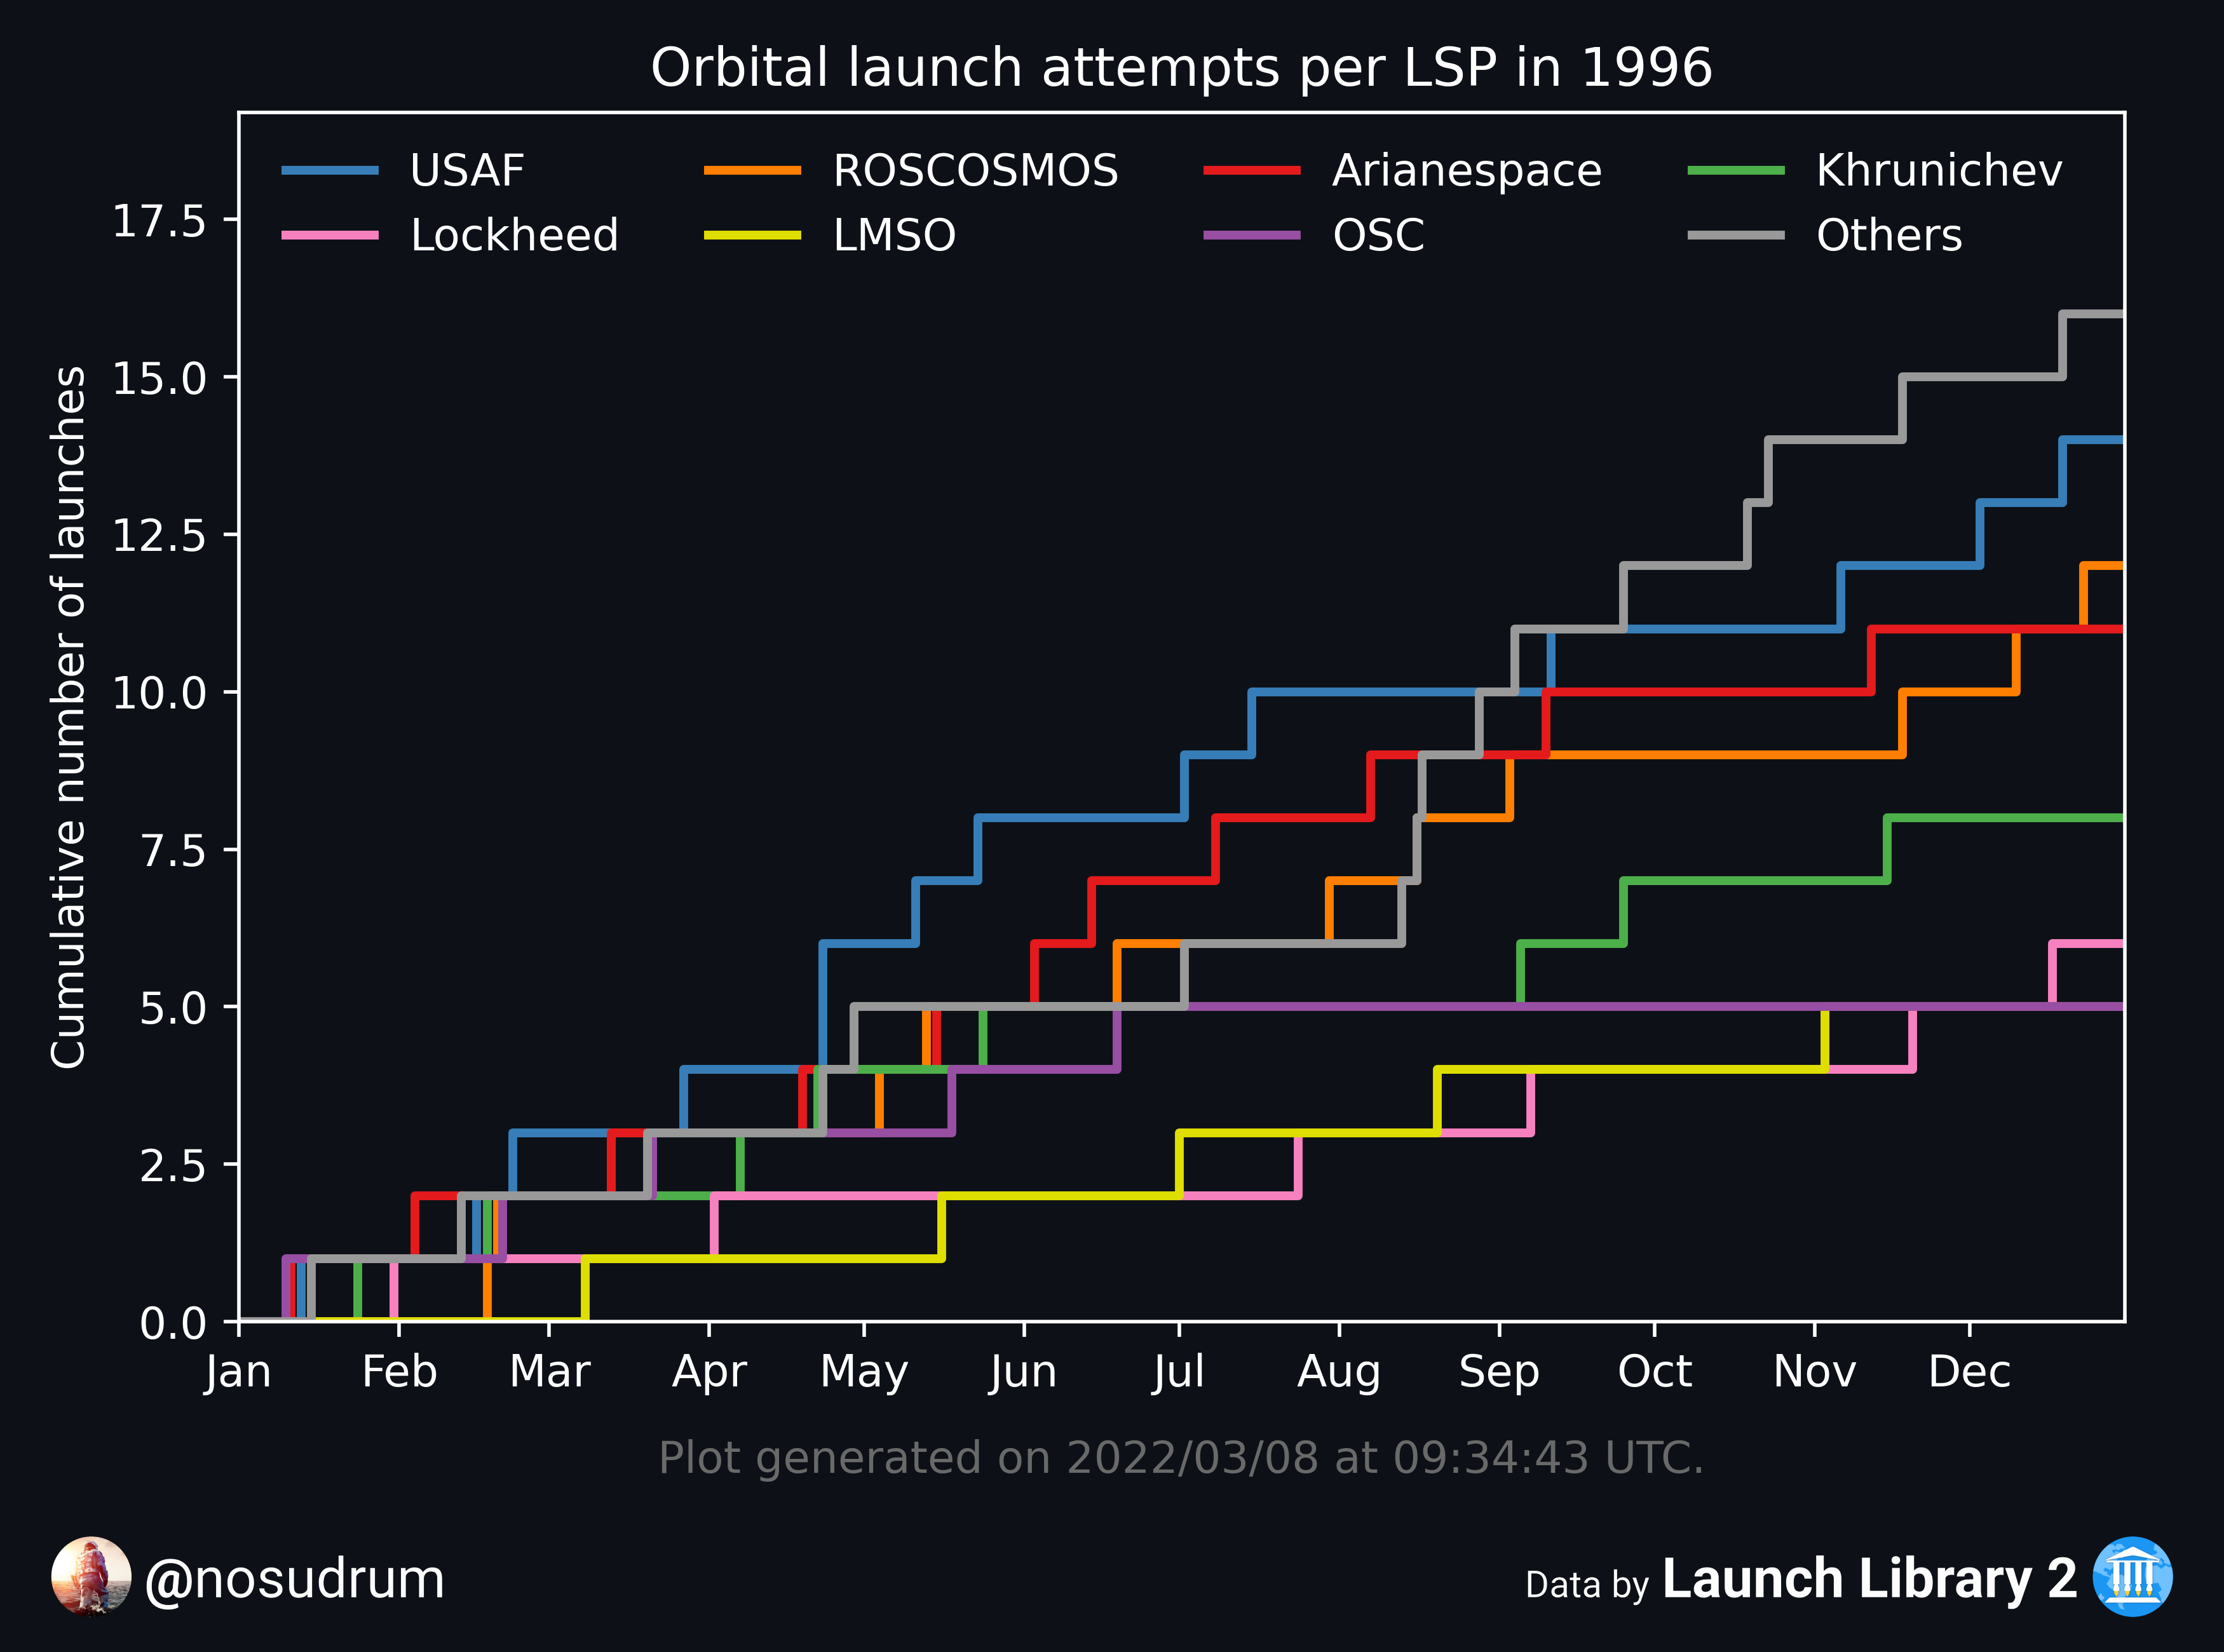 Orbital launch attempts per LSP in 1996
USAF ROSCOSMOS Arianespace Khrunichev
Lockheed LMSO OSC Others
Cumulative number of launches
17.5
15.0
12.5
10.0
7.5
5.0
2.5
0.0
Jan Feb Mar Apr May Jun Jul Aug Sep Oct Nov Dec
Plot generated on 2022/03/08 at 09:34:43 UTC.
@nosudrum
Data by Launch Library 2